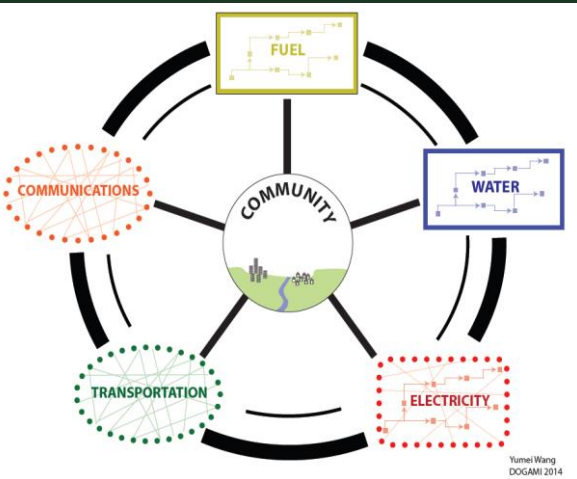 FUEL
COMMUNICATIONS
WATER
COMMUNITY
TRANSPORTATION
ELECTRICITY
Yumei Wang
DOGAMI 2014